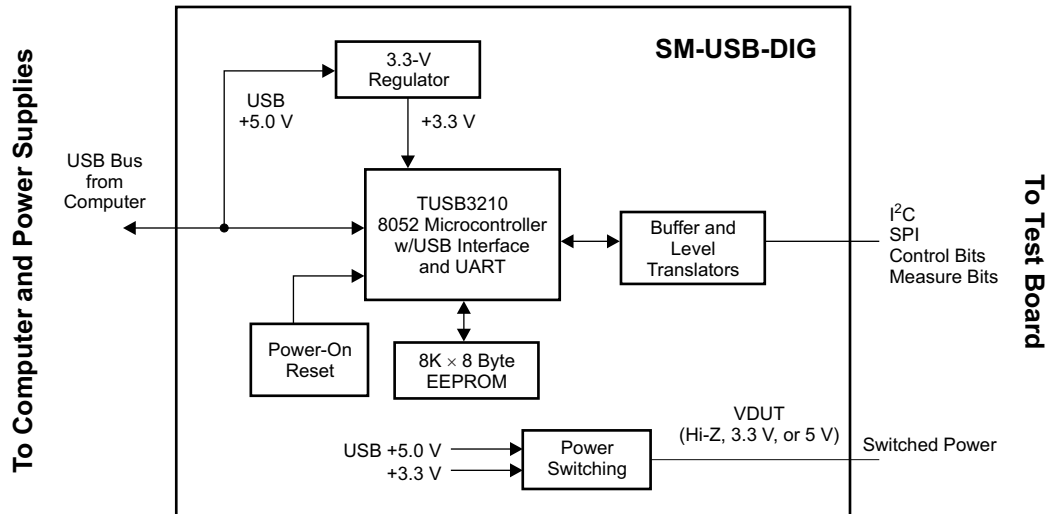 To Computer and Power Supplies
SM-USB-DIG
3.3-V
Regulator
USB
+5.0 V
+3.3 V
USB Bus
from
Computer
TUSB3210
8052 Microcontroller
w/USB Interface
and UART
Buffer and
Level
Translators
I²C
SPI
Control Bits
Measure Bits
To Test Board
Power-On
Reset
8K × 8 Byte
EEPROM
VDUT
(Hi-Z, 3.3 V, or 5 V)
USB +5.0 V
+3.3 V
Power
Switching
Switched Power